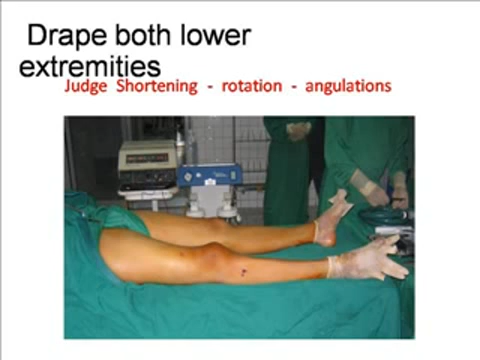 Drape both lower
extremities
Judge Shortening - rotation - angulations